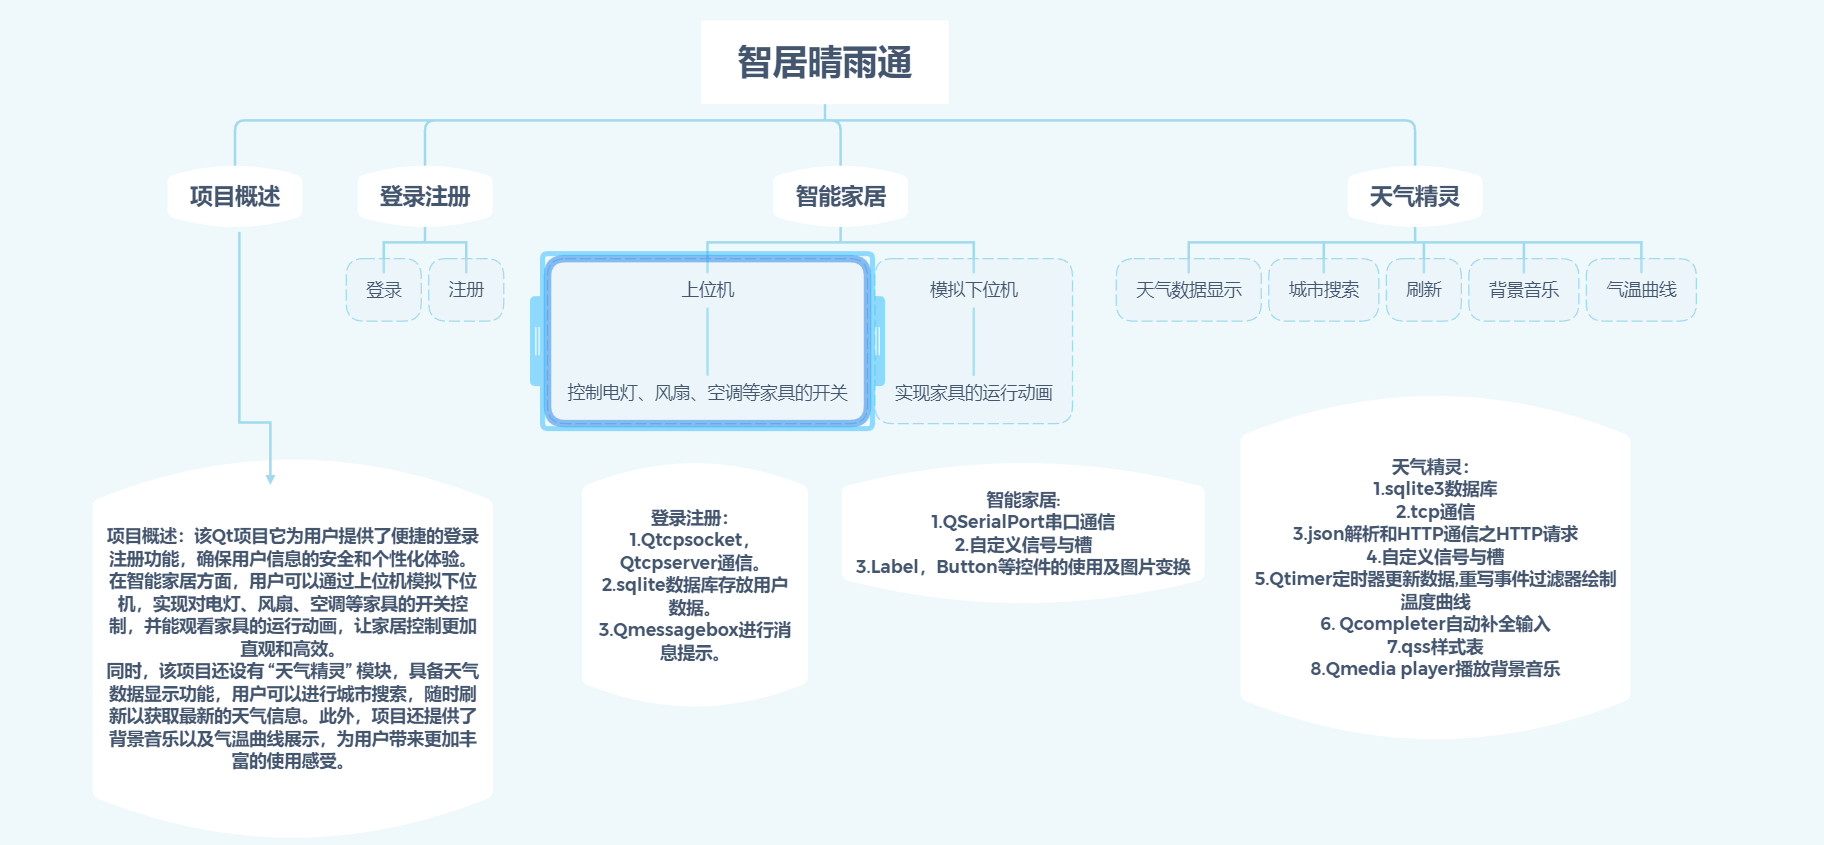 智居晴雨通
项目概述
登录注册
智能家居
天气精灵
登录
注册
上位机
模拟下位机
天气数据显示
城市搜索
刷新
背景音乐
气温曲线
控制电灯、风扇、空调等家具的开关
实现家具的运行动画
项目概述：该Qt项目它为用户提供了便捷的登录
注册功能，确保用户信息的安全和个性化体验。
在智能家居方面，用户可以通过上位机模拟下位
机，实现对电灯、风扇、空调等家具的开关控
制，并能观看家具的运行动画，让家居控制更加
直观和高效。
同时，该项目还设有 “天气精灵” 模块，具备天气
数据显示功能，用户可以进行城市搜索，随时刷
新以获取最新的天气信息。此外，项目还提供了
背景音乐以及气温曲线展示，为用户带来更加丰
富的使用感受。
登录注册：
1.Qtcpsocket，
Qtcpserver通信。
2.sqlite数据库存放用户
数据。
3.Qmessagebox进行消
息提示。
智能家居:
1.QSerialPort串口通信
2.自定义信号与槽
3.Label，Button等控件的使用及图片变换
天气精灵：
1.sqlite3数据库
2.tcp通信
3.json解析和HTTP通信之HTTP请求
4.自定义信号与槽
5.Qtimer定时器更新数据,重写事件过滤器绘制
温度曲线
6. Qcompleter自动补全输入
7.qss样式表
8.Qmedia player播放背景音乐